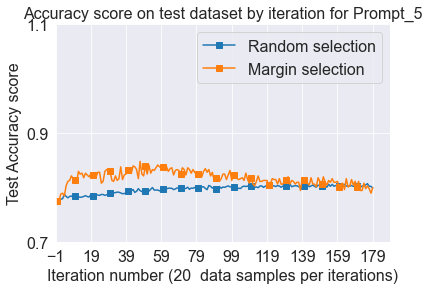 Accuracy score on test dataset by iteration for Prompt_5
1.1
Random selection
Margin selection
0.9
0.7
Test Accuracy score
−1 19 39 59 79 99 119 139 159 179
Iteration number (20 data samples per iterations)